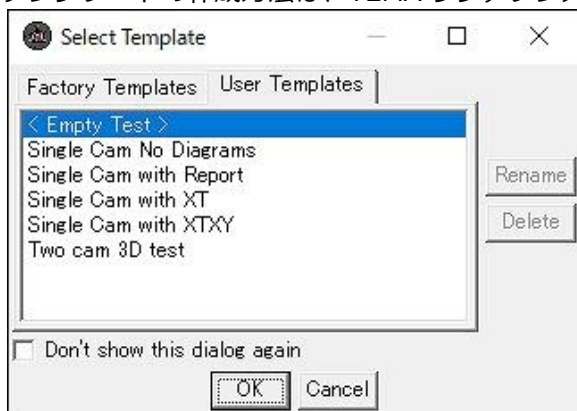 Select Template
Factory Templates User Templates
< Empty Test >
Single Cam No Diagrams
Single Cam with Report
Single Cam with XT
Single Cam with XTXY
Two cam 3D test
Rename
Delete
Don't show this dialog again
OK Cancel